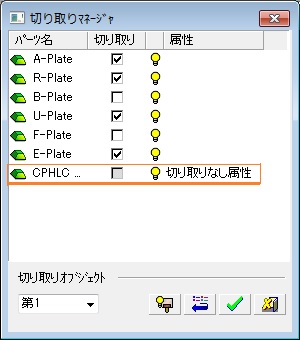 切り取りマネージャ
パーツ名 切り取り 属性
A-Plate
R-Plate
B-Plate
U-Plate
F-Plate
E-Plate
CPHLC ... 切り取りなし属性
切り取りオブジェクト
第1